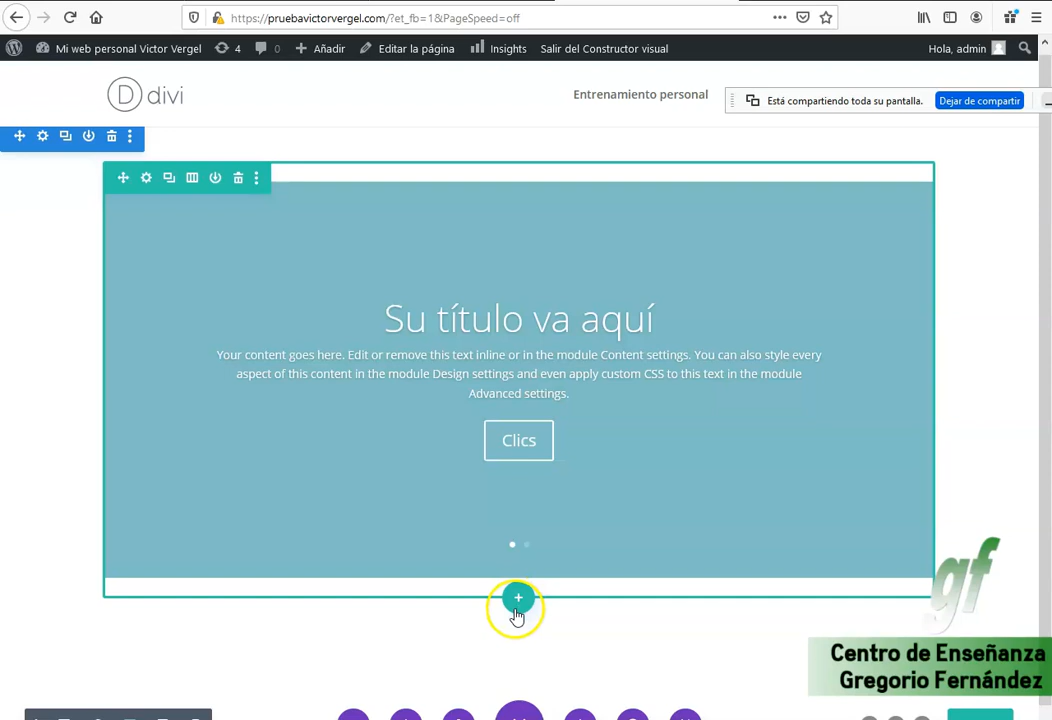 https://pruebavictorvergel.com/?et_fb=1&PageSpeed=off
Mi web personal Victor Vergel 4 0 Añadir Editar la página Insights Salir del Constructor visual Hola, admin
D divi
Entrenamiento personal
Está compartiendo toda su pantalla. Dejar de compartir
Su título va aquí
Your content goes here. Edit or remove this text inline or in the module Content settings. You can also style every
aspect of this content in the module Design settings and even apply custom CSS to this text in the module
Advanced settings.
Clics
gf
Centro de Enseñanza
Gregorio Fernández